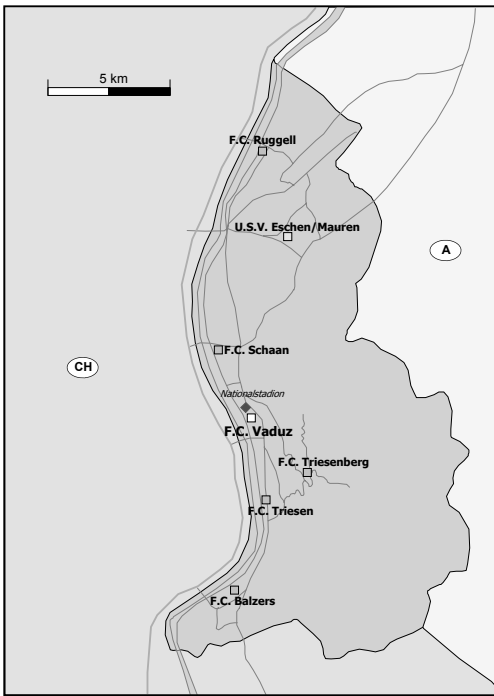 5 km
F.C. Ruggell
U.S.V. Eschen/Mauren
A
F.C. Schaan
CH
Nationalstadion
F.C. Vaduz
F.C. Triesenberg
F.C. Triesen
F.C. Balzers